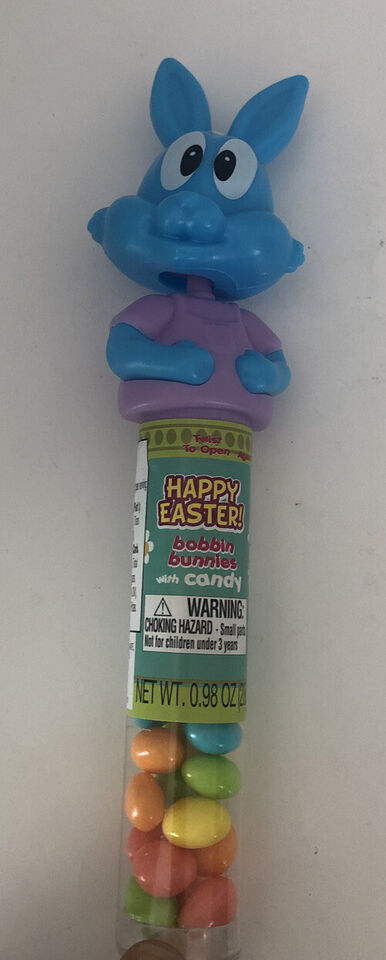 Twist
To Open
HAPPY
EASTER!
bobbin
bunnies
with candy
WARNING:
CHOKING HAZARD - Small
Not for children under 3 years
NET WT. 0.98 OZ